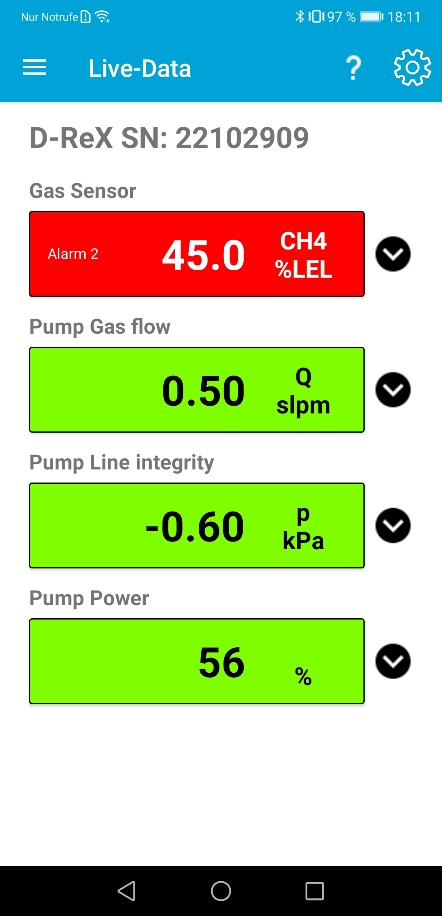 Nur Notrufe 97 % 18:11
Live-Data ?
D-ReX SN: 22102909
Gas Sensor
Alarm 2 45.0 CH4
%LEL
Pump Gas flow
0.50 Q
slpm
Pump Line integrity
-0.60 p
kPa
Pump Power
56 %